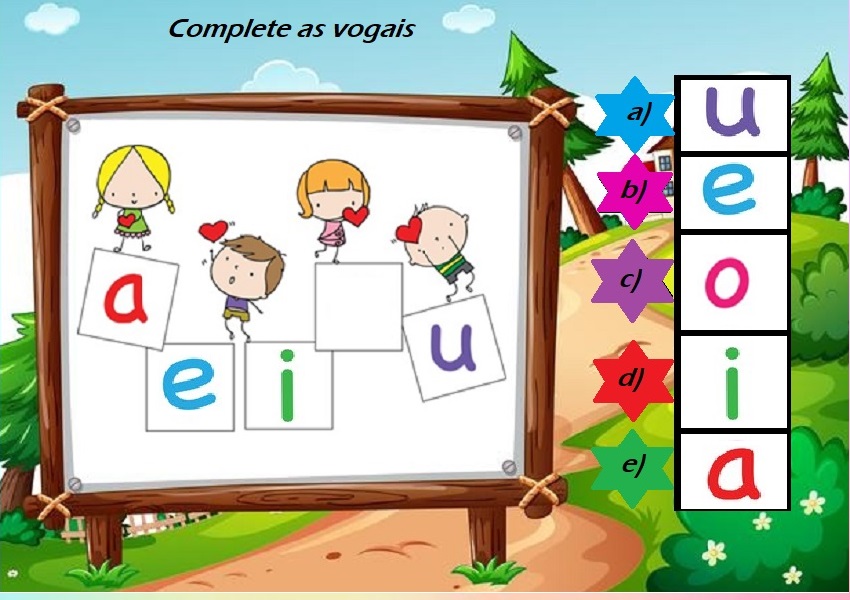 Complete as vogais
a
e
i
u
a) u
b) e
c) o
d) i
e) a